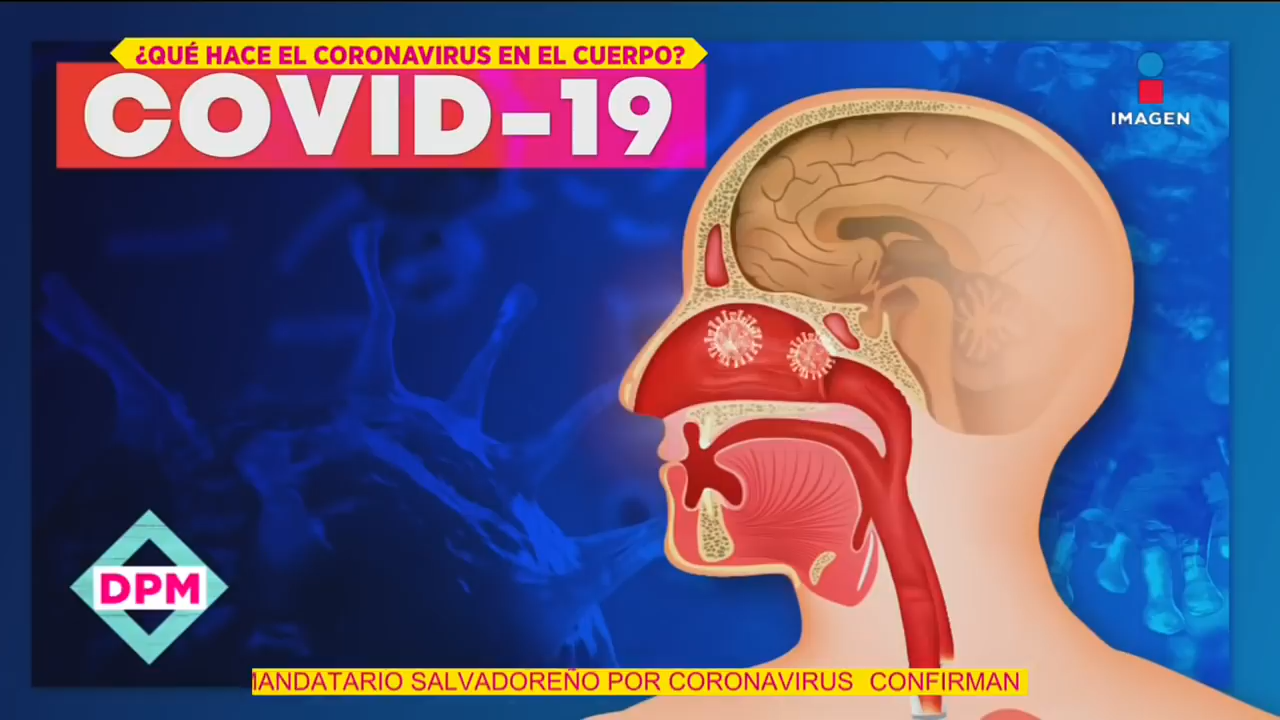 ¿QUÉ HACE EL CORONAVIRUS EN EL CUERPO?
COVID-19
IMAGEN
DPM
MANDATARIO SALVADOREÑO POR CORONAVIRUS CONFIRMAN